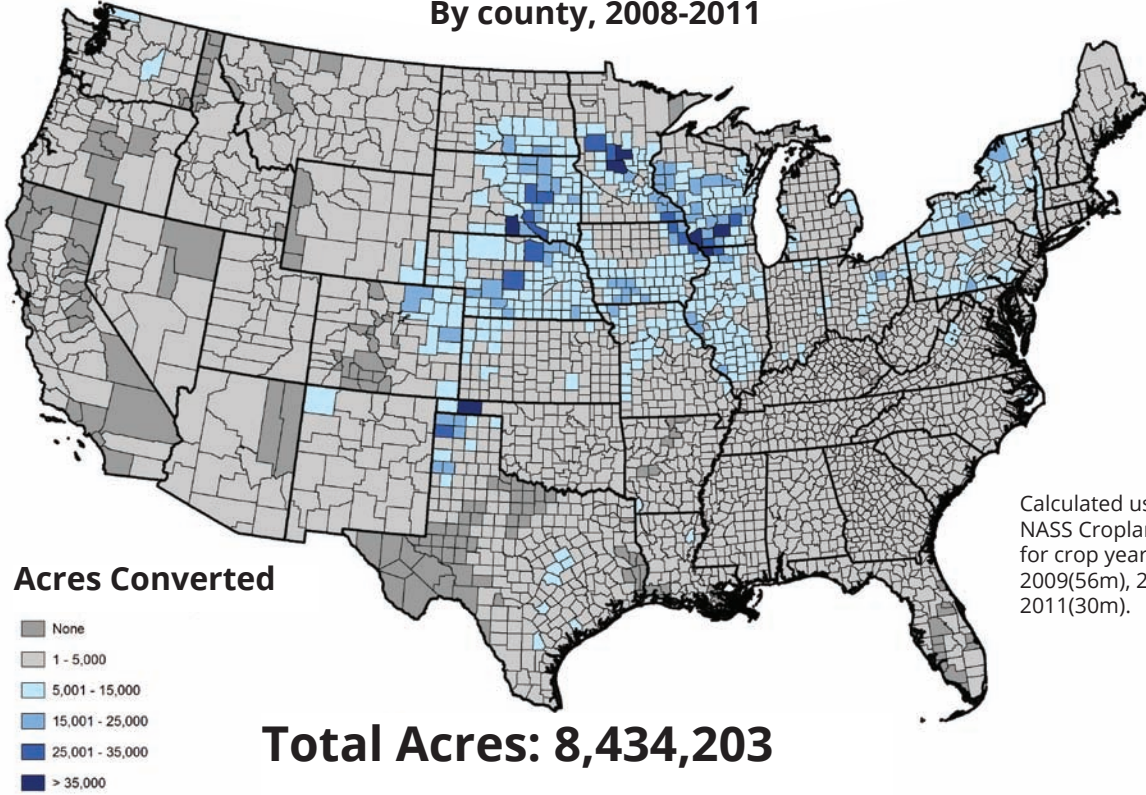 By county, 2008-2011
Calculated us
NASS Croplan
for crop year
2009(56m), 2
2011(30m).
Acres Converted
None
1 - 5,000
5,001 - 15,000
15,001 - 25,000
25,001 - 35,000
> 35,000
Total Acres: 8,434,203